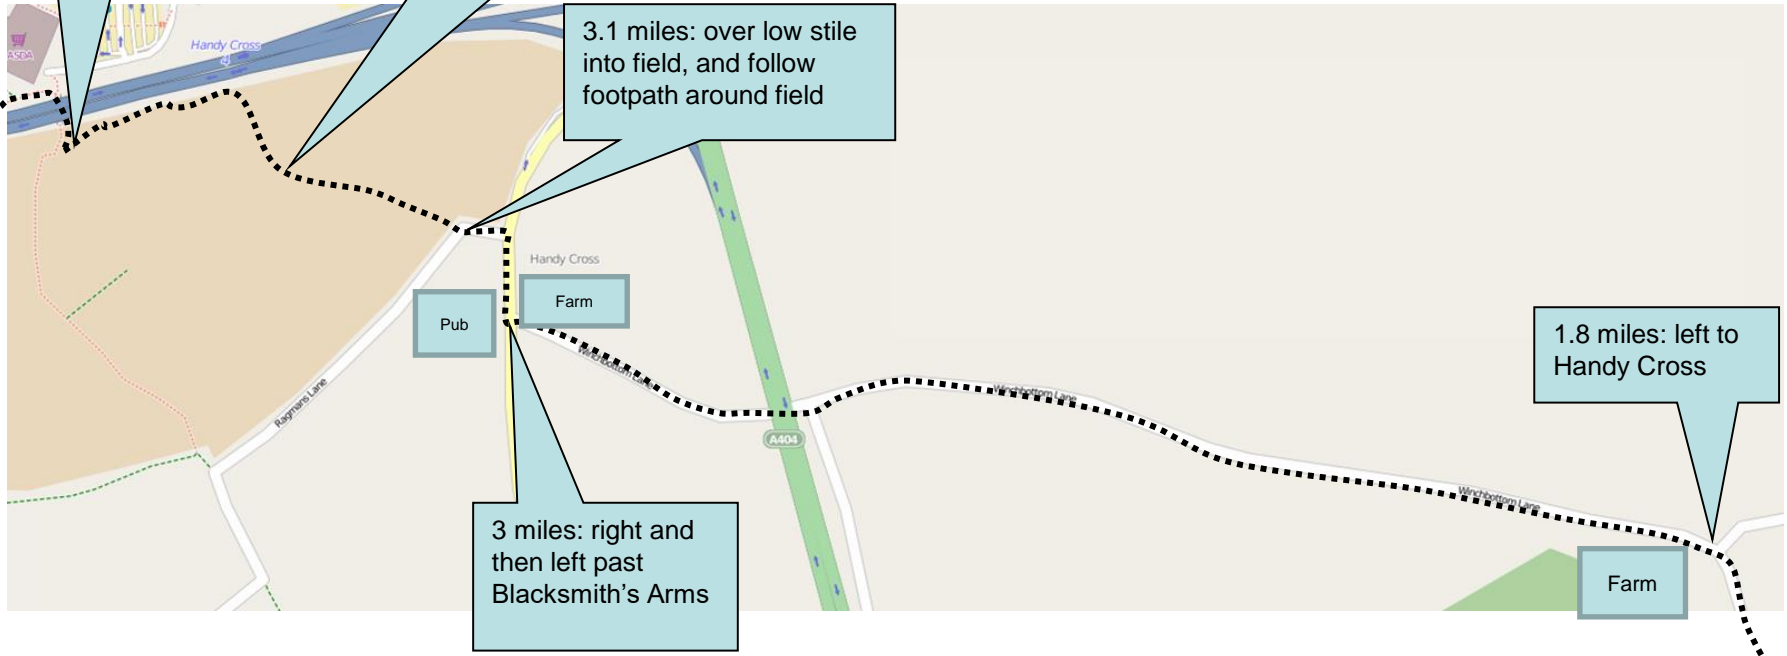 ASDA
Handy Cross
4
3.1 miles: over low stile
into field, and follow
footpath around field
Handy Cross
Farm
Pub
Winchbottom Lane
Ragmans Lane
A404
Winchbottom Lane
1.8 miles: left to
Handy Cross
Winchbottom Lane
3 miles: right and
then left past
Blacksmith’s Arms
Farm